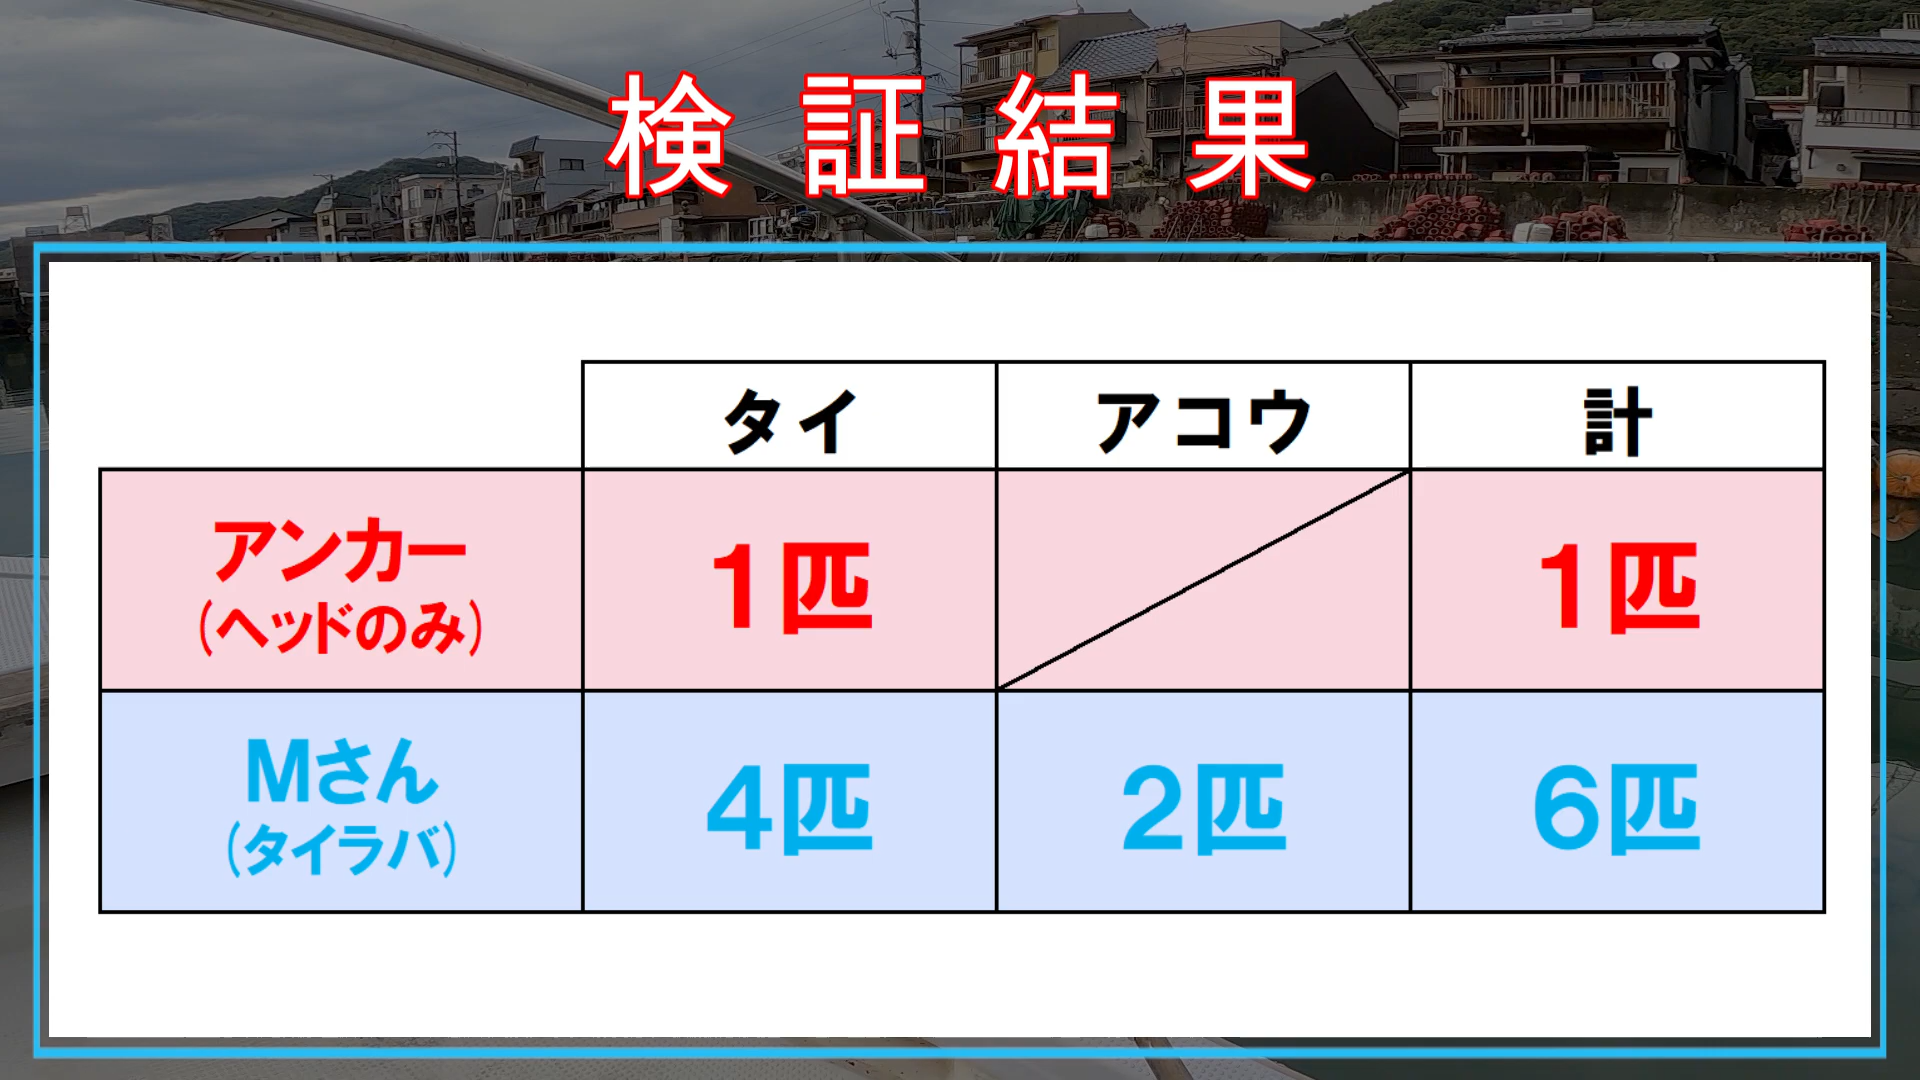 検証結果
タイ アコウ 計
アンカー 1匹 1匹
(ヘッドのみ)
Mさん 4匹 2匹 6匹
(タイラバ)